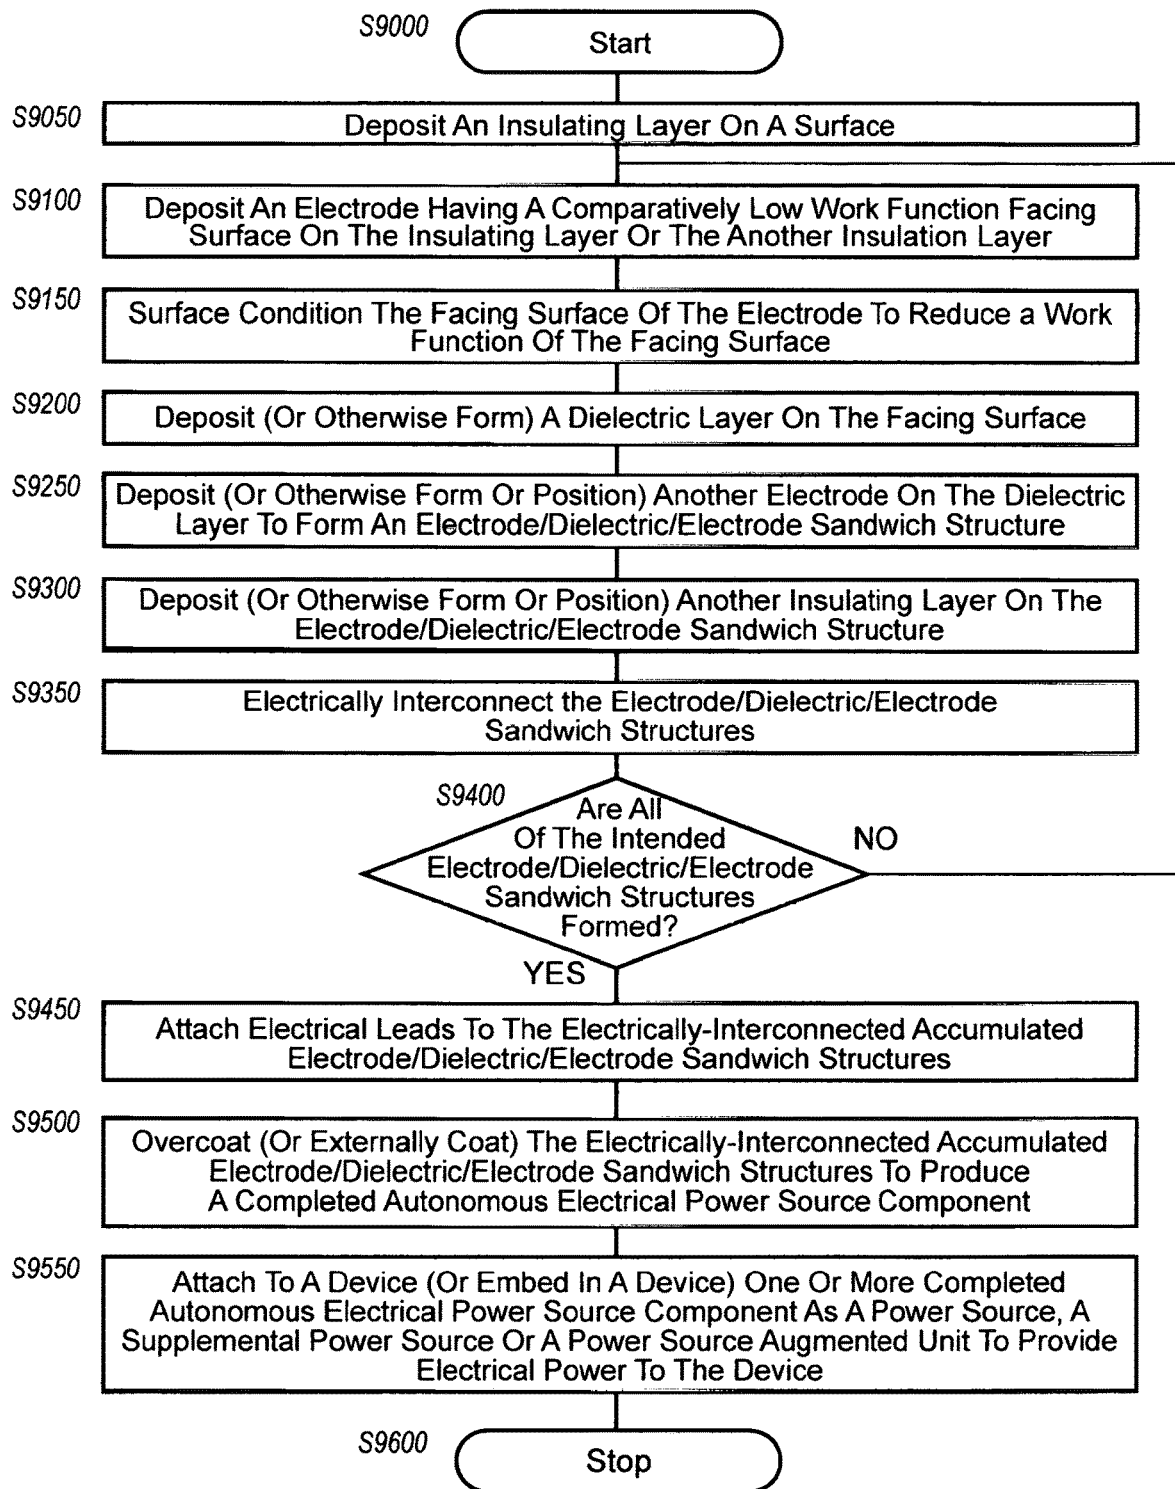 S9000
Start
S9050
Deposit An Insulating Layer On A Surface
S9100
Deposit An Electrode Having A Comparatively Low Work Function Facing
Surface On The Insulating Layer Or The Another Insulation Layer
S9150
Surface Condition The Facing Surface Of The Electrode To Reduce a Work
Function Of The Facing Surface
S9200
Deposit (Or Otherwise Form) A Dielectric Layer On The Facing Surface
S9250
Deposit (Or Otherwise Form Or Position) Another Electrode On The Dielectric
Layer To Form An Electrode/Dielectric/Electrode Sandwich Structure
S9300
Deposit (Or Otherwise Form Or Position) Another Insulating Layer On The
Electrode/Dielectric/Electrode Sandwich Structure
S9350
Electrically Interconnect the Electrode/Dielectric/Electrode
Sandwich Structures
S9400
Are All
Of The Intended
Electrode/Dielectric/Electrode
Sandwich Structures
Formed?
NO
YES
S9450
Attach Electrical Leads To The Electrically-Interconnected Accumulated
Electrode/Dielectric/Electrode Sandwich Structures
S9500
Overcoat (Or Externally Coat) The Electrically-Interconnected Accumulated
Electrode/Dielectric/Electrode Sandwich Structures To Produce
A Completed Autonomous Electrical Power Source Component
S9550
Attach To A Device (Or Embed In A Device) One Or More Completed
Autonomous Electrical Power Source Component As A Power Source, A
Supplemental Power Source Or A Power Source Augmented Unit To Provide
Electrical Power To The Device
S9600
Stop